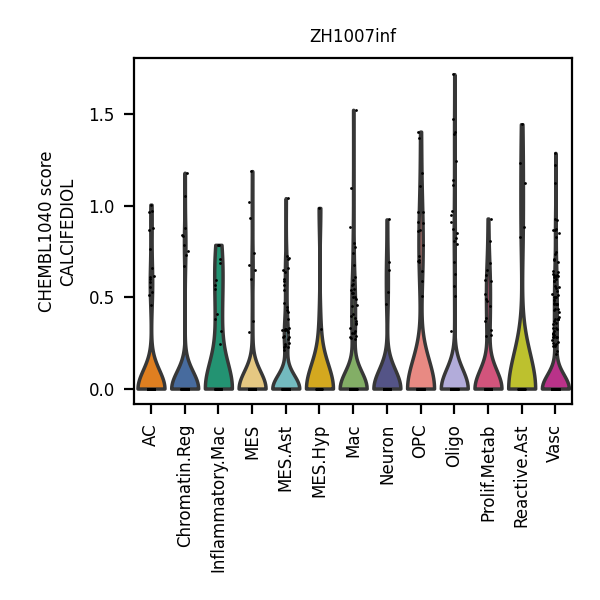 ZH1007inf
CHEMBL1040 score
CALCIFEDIOL
1.5
1.0
0.5
0.0
AC
Chromatin.Reg
Inflammatory.Mac
MES
MES.Ast
MES.Hyp
Mac
Neuron
OPC
Oligo
Prolif.Metab
Reactive.Ast
Vasc